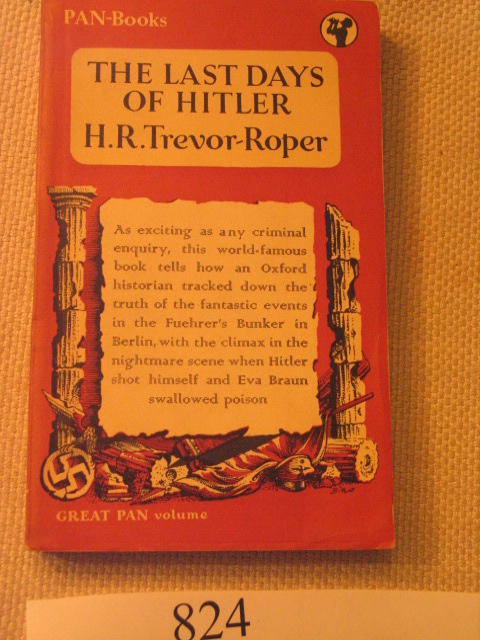 PAN-Books
THE LAST DAYS
OF HITLER
H.R. Trevor-Roper
As exciting as any criminal
enquiry, this world-famous
book tells how an Oxford
historian tracked down the
truth of the fantastic events
in the Fuehrer's Bunker in
Berlin, with the climax in the
nightmare scene when Hitler
shot himself and Eva Braun
swallowed poison
GREAT PAN volume
824